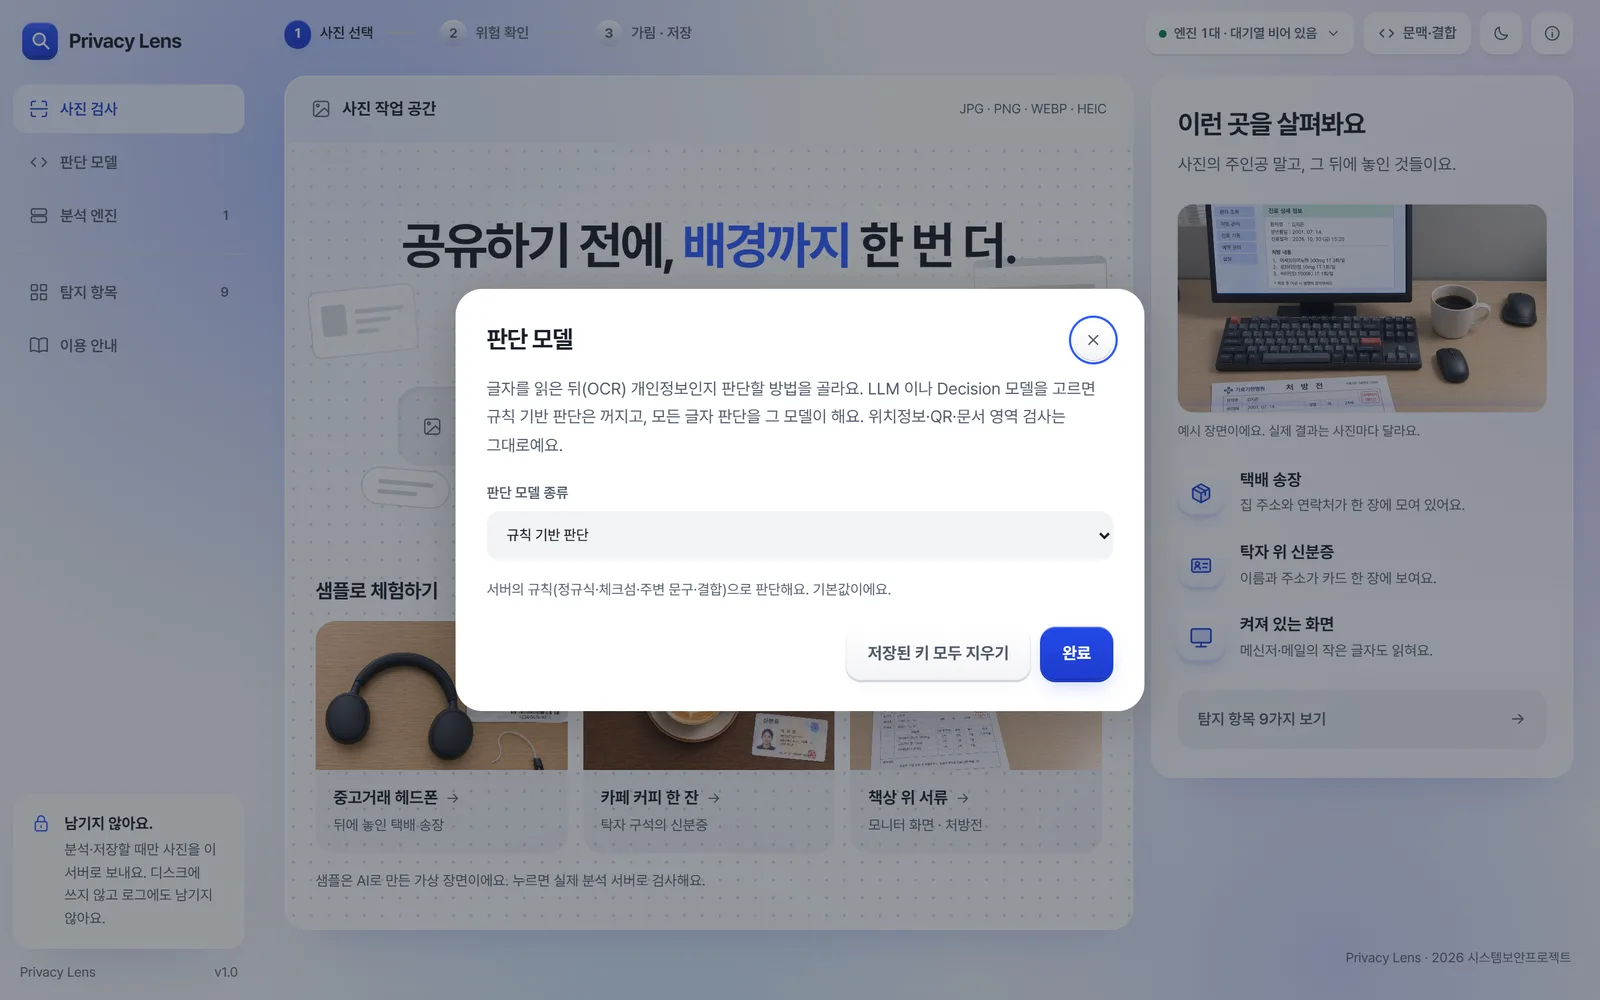 Privacy Lens
1 사진 선택
2 위험 확인
3 가림 · 저장
엔진 1대 · 대기열 비어 있음
문맥·결합
사진 검사
판단 모델
분석 엔진 1
탐지 항목 9
이용 안내
남기지 않아요.
분석·저장할 때만 사진을 이
서버로 보내요. 디스크에
쓰지 않고 로그에도 남기지
않아요.
Privacy Lens v1.0
사진 작업 공간
JPG · PNG · WEBP · HEIC
공유하기 전에, 배경까지 한 번 더.
판단 모델
글자를 읽은 뒤(OCR) 개인정보인지 판단할 방법을 골라요. LLM 이나 Decision 모델을 고르면
규칙 기반 판단은 꺼지고, 모든 글자 판단을 그 모델이 해요. 위치정보·QR·문서 영역 검사는
그대로예요.
판단 모델 종류
규칙 기반 판단
서버의 규칙(정규식·체크섬·주변 문구·결합)으로 판단해요. 기본값이에요.
저장된 키 모두 지우기
완료
샘플로 체험하기
중고거래 헤드폰
뒤에 놓인 택배 송장
카페 커피 한 잔
탁자 구석의 신분증
책상 위 서류
모니터 화면 · 처방전
샘플은 AI로 만든 가상 장면이에요. 누르면 실제 분석 서버로 검사해요.
이런 곳을 살펴봐요
사진의 주인공 말고, 그 뒤에 놓인 것들이요.
처 방 전
예시 장면이에요. 실제 결과는 사진마다 달라요.
택배 송장
집 주소와 연락처가 한 장에 모여 있어요.
탁자 위 신분증
이름과 주소가 카드 한 장에 보여요.
켜져 있는 화면
메신저·메일의 작은 글자도 읽혀요.
탐지 항목 9가지 보기
Privacy Lens · 2026 시스템보안프로젝트